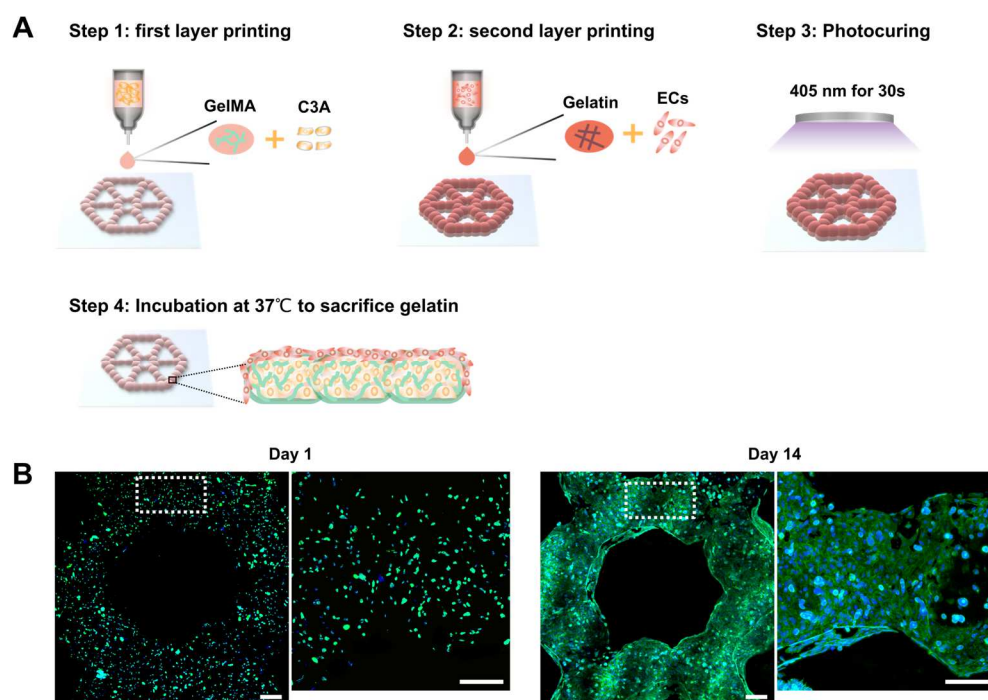 A
Step 1: first layer printing
Step 2: second layer printing
Step 3: Photocuring
GelMA
C3A
Gelatin
ECs
405 nm for 30s
Step 4: Incubation at 37℃ to sacrifice gelatin
B
Day 1
Day 14